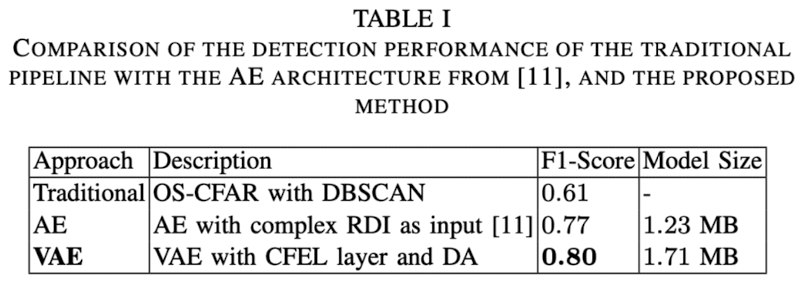 TABLE I
COMPARISON OF THE DETECTION PERFORMANCE OF THE TRADITIONAL
PIPELINE WITH THE AE ARCHITECTURE FROM [11], AND THE PROPOSED
METHOD
Approach Description F1-Score Model Size
Traditional OS-CFAR with DBSCAN 0.61 -
AE AE with complex RDI as input [11] 0.77 1.23 MB
VAE VAE with CFEL layer and DA 0.80 1.71 MB